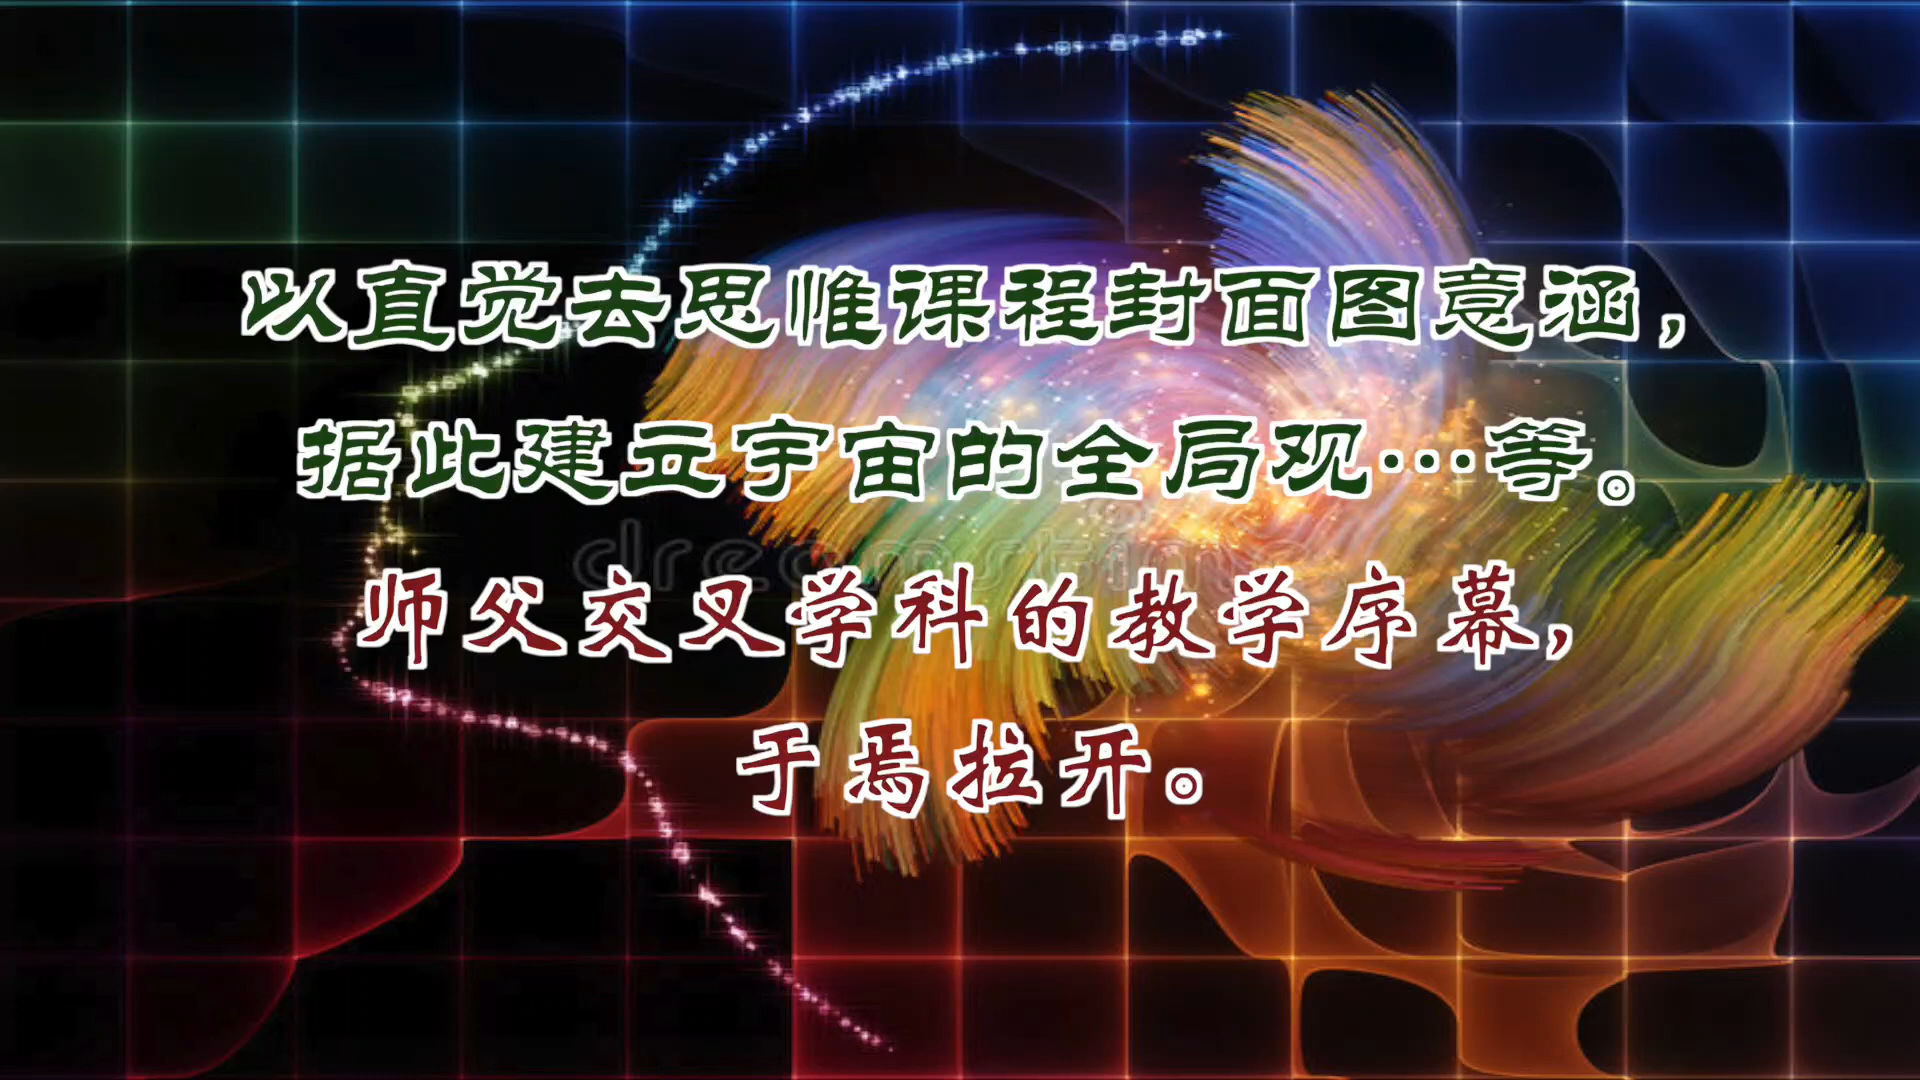 以直觉去思惟课程封面图意涵，
据此建立宇宙的全局观…等。
dreamstime
师父交叉学科的教学序幕，
于焉拉开。